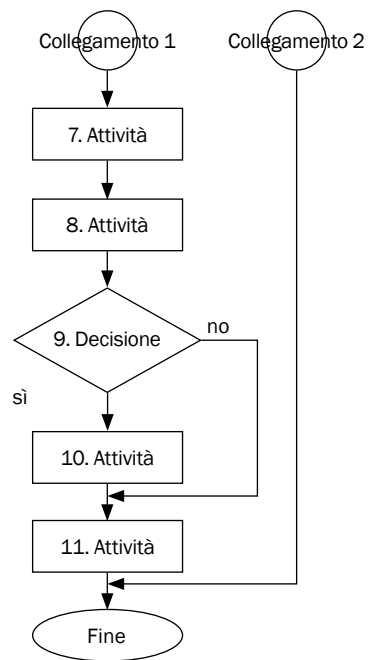 Collegamento 1
Collegamento 2
7. Attività
8. Attività
9. Decisione
no
sì
10. Attività
11. Attività
Fine